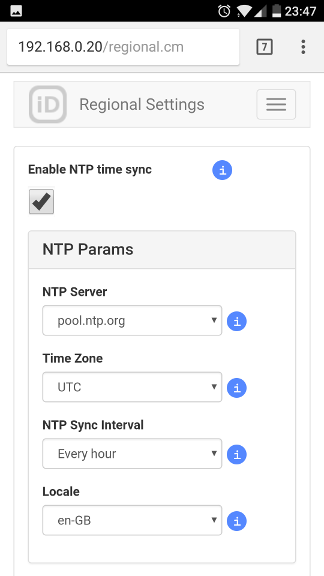 23:47
192.168.0.20/regional.cm
7
iD Regional Settings
Enable NTP time sync i
NTP Params
NTP Server
pool.ntp.org i
Time Zone
UTC i
NTP Sync Interval
Every hour i
Locale
en-GB i